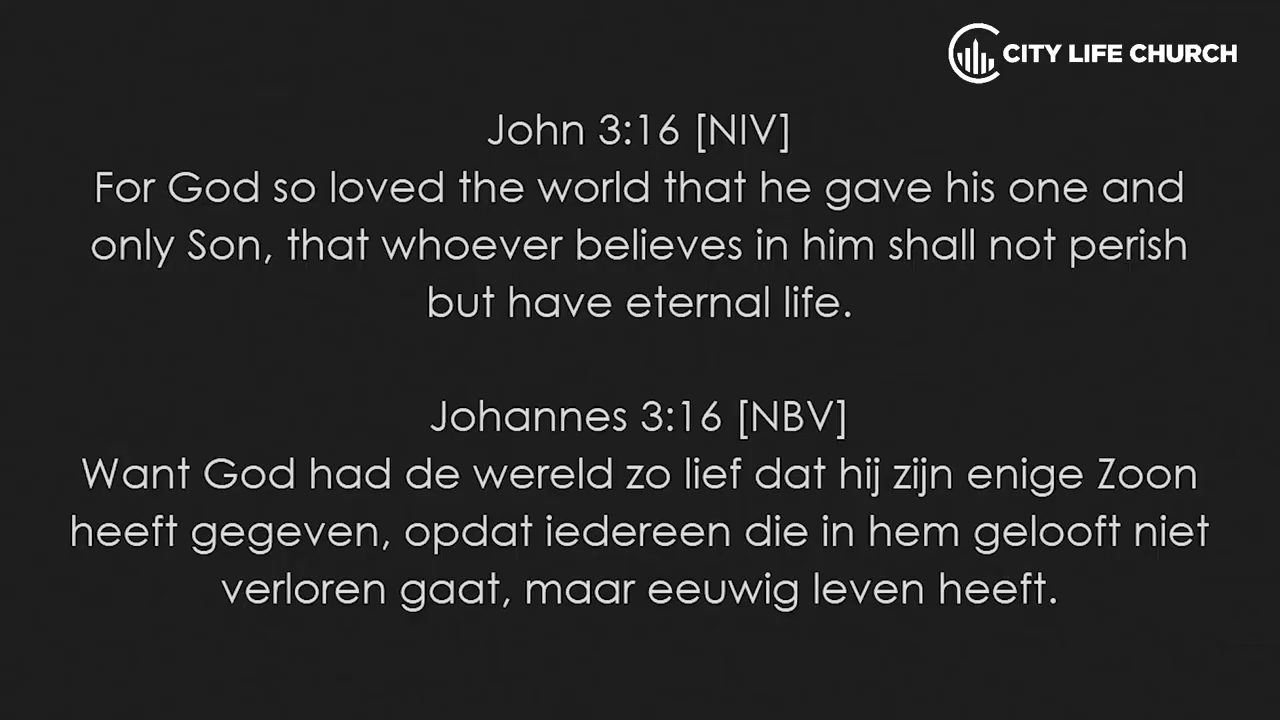 CITY LIFE CHURCH
John 3:16 [NIV]
For God so loved the world that he gave his one and
only Son, that whoever believes in him shall not perish
but have eternal life.
Johannes 3:16 [NBV]
Want God had de wereld zo lief dat hij zijn enige Zoon
heeft gegeven, opdat iedereen die in hem gelooft niet
verloren gaat, maar eeuwig leven heeft.